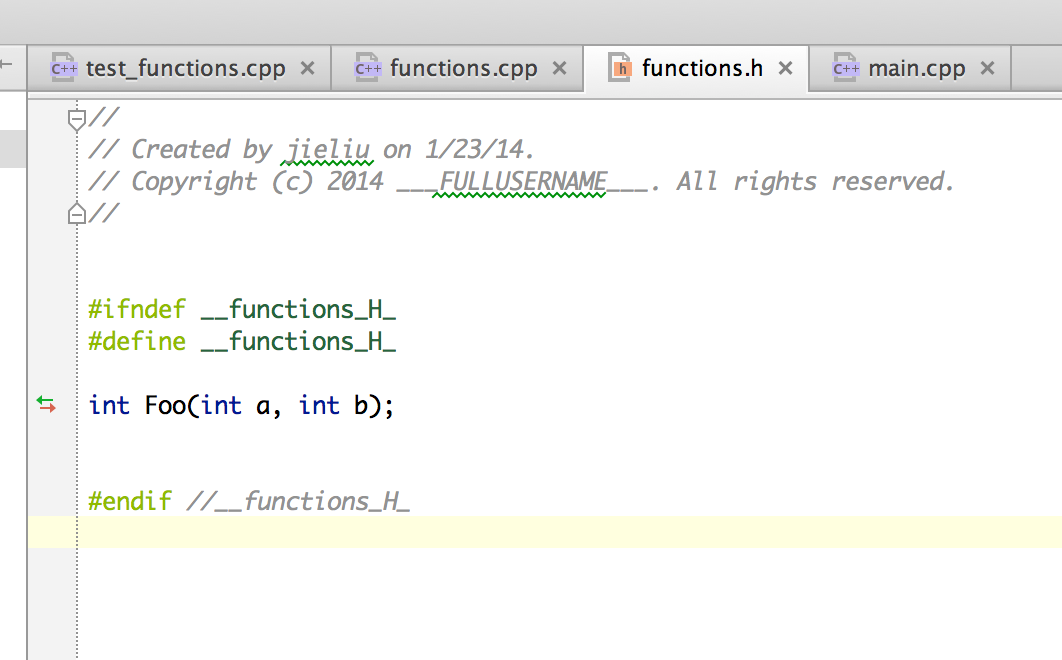 test_functions.cpp functions.cpp functions.h main.cpp
//
// Created by jieliu on 1/23/14.
// Copyright (c) 2014 ___FULLUSERNAME___. All rights reserved.
//
#ifndef __functions_H_
#define __functions_H_
int Foo(int a, int b);
#endif //__functions_H_